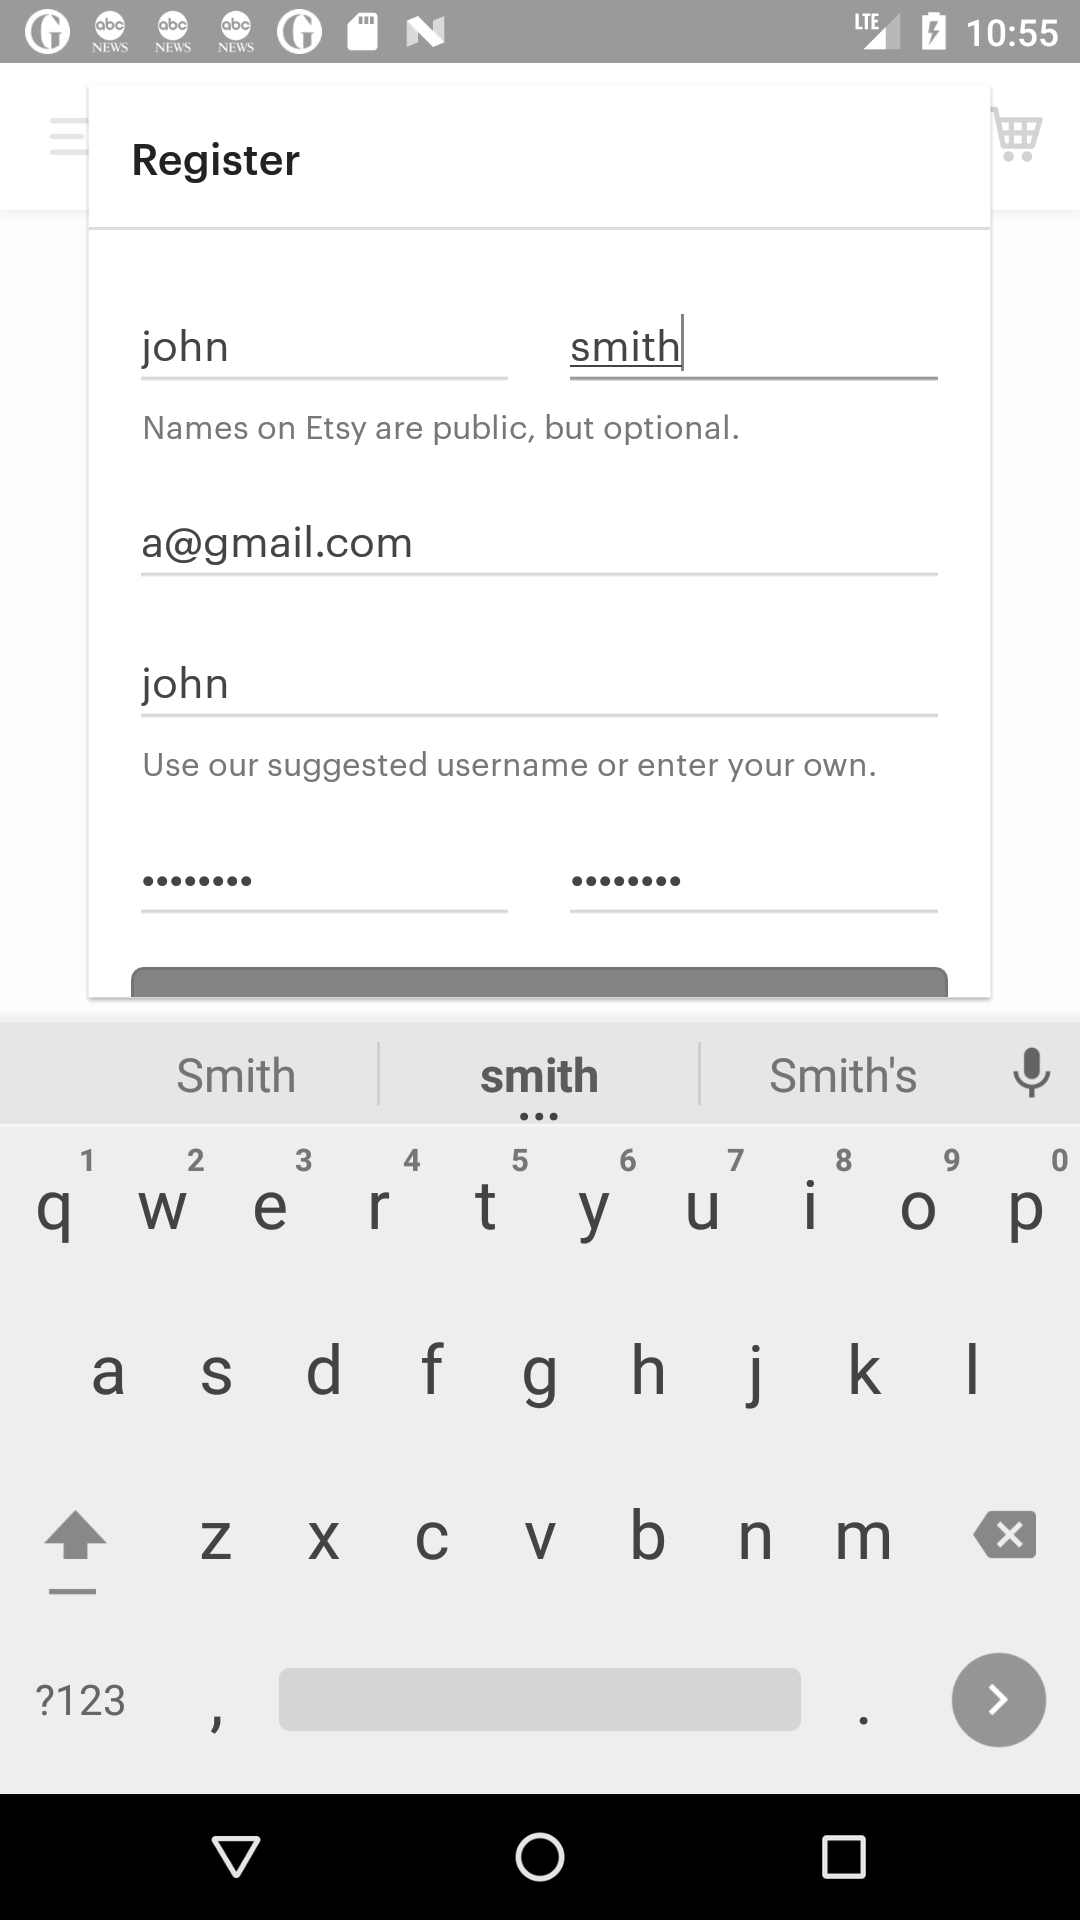 abc NEWS abc NEWS abc NEWS LTE 10:55
Register
john smith
Names on Etsy are public, but optional.
a@gmail.com
john
Use our suggested username or enter your own.
•••••••• ••••••••
Smith smith Smith's
1 2 3 4 5 6 7 8 9 0
q w e r t y u i o p
a s d f g h j k l
z x c v b n m
?123 , .